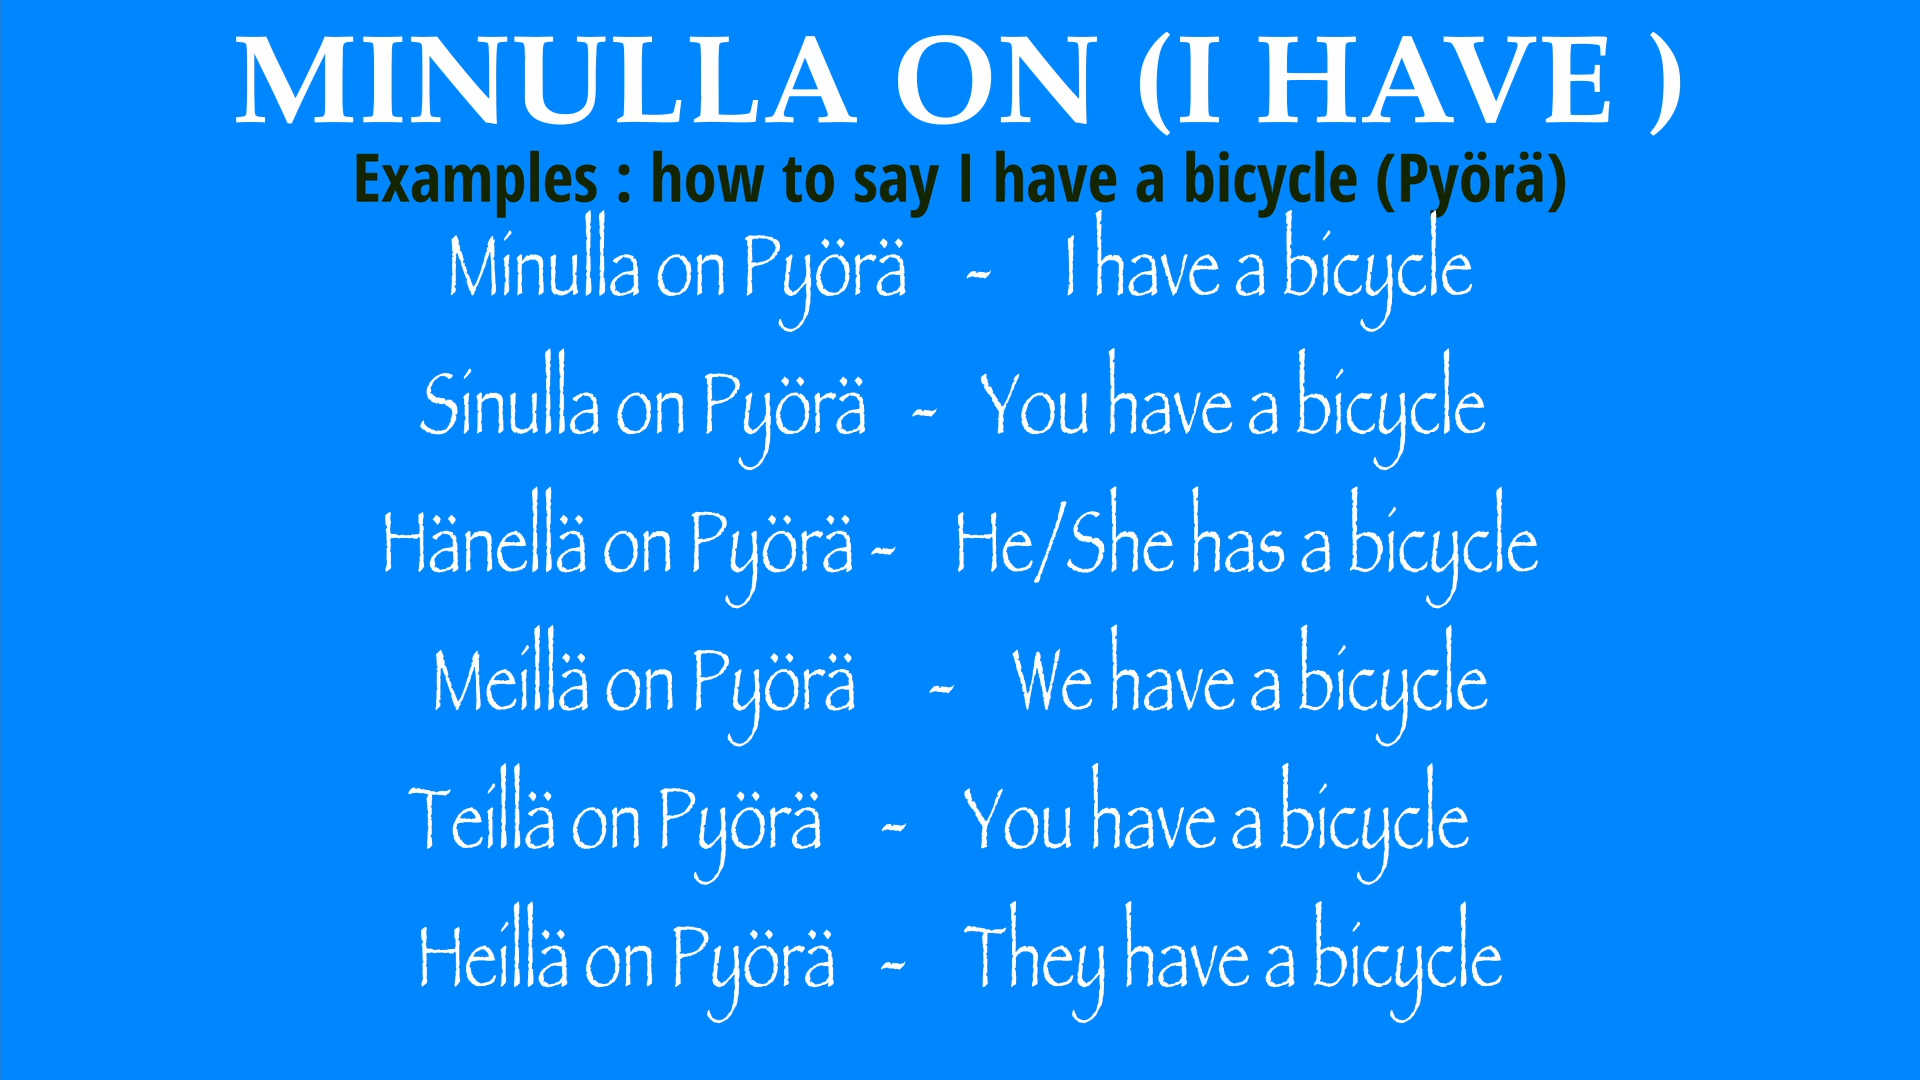 MINULLA ON (I HAVE )
Examples : how to say I have a bicycle (Pyörä)
Minulla on Pyörä - I have a bicycle
Sinulla on Pyörä - You have a bicycle
Hänellä on Pyörä - He/She has a bicycle
Meillä on Pyörä - We have a bicycle
Teillä on Pyörä - You have a bicycle
Heillä on Pyörä - They have a bicycle